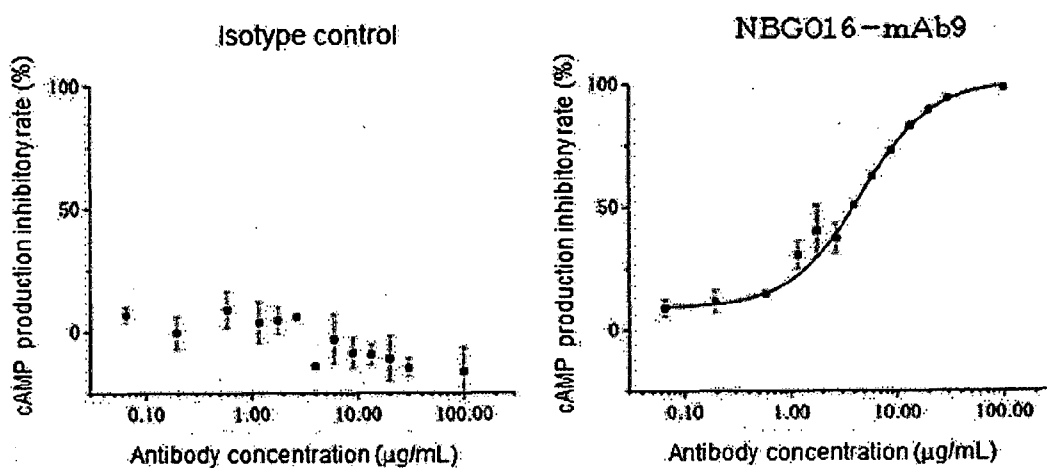 Isotype control
cAMP production inhibitory rate (%)
100
50
0
0.10
1.00
10.00
100.00
Antibody concentration (µg/mL)
NBG016-mAb9
cAMP production inhibitory rate (%)
100
50
0
0.10
1.00
10.00
100.00
Antibody concentration (µg/mL)